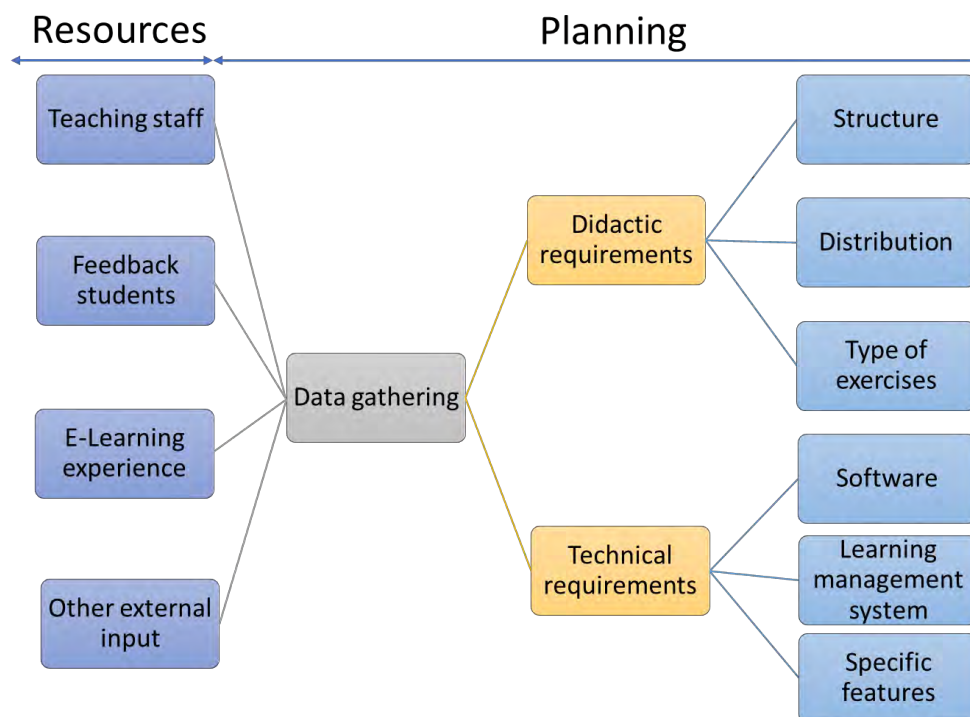 Resources
Planning
Teaching staff
Feedback
students
E-Learning
experience
Other external
input
Data gathering
Didactic
requirements
Technical
requirements
Structure
Distribution
Type of
exercises
Software
Learning
management
system
Specific
features